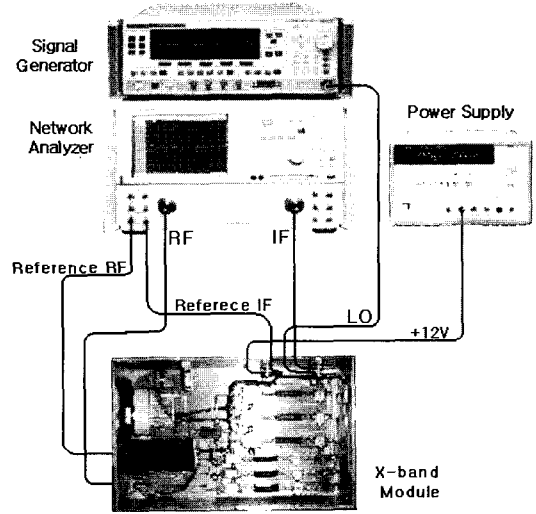 Signal
Generator
Network
Analyzer
Power Supply
RF
IF
Reference RF
Referece IF
LO
+12V
X-band
Module